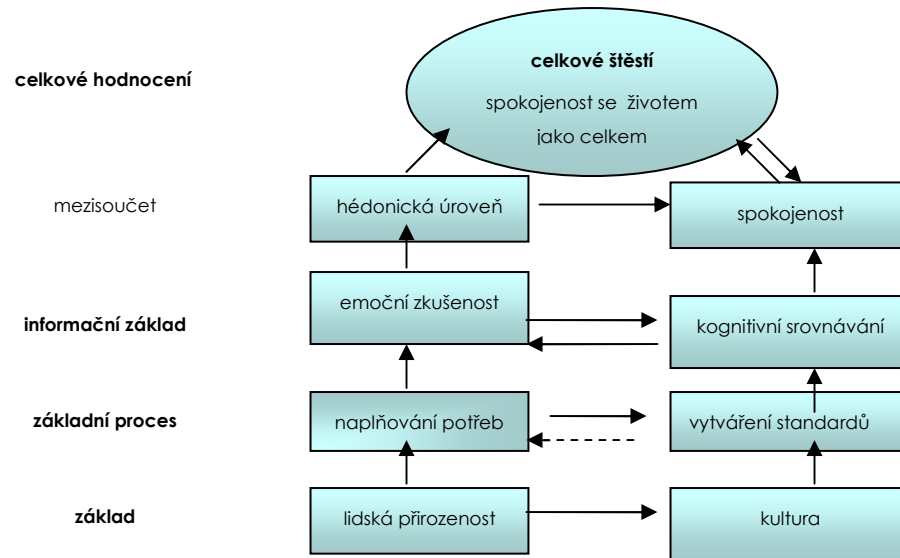 celkové hodnocení
celkové štěstí
spokojenost se životem
jako celkem
mezisoučet
hédonická úroveň
spokojenost
informační základ
emoční zkušenost
kognitivní srovnávání
základní proces
naplňování potřeb
vytváření standardů
základ
lidská přirozenost
kultura